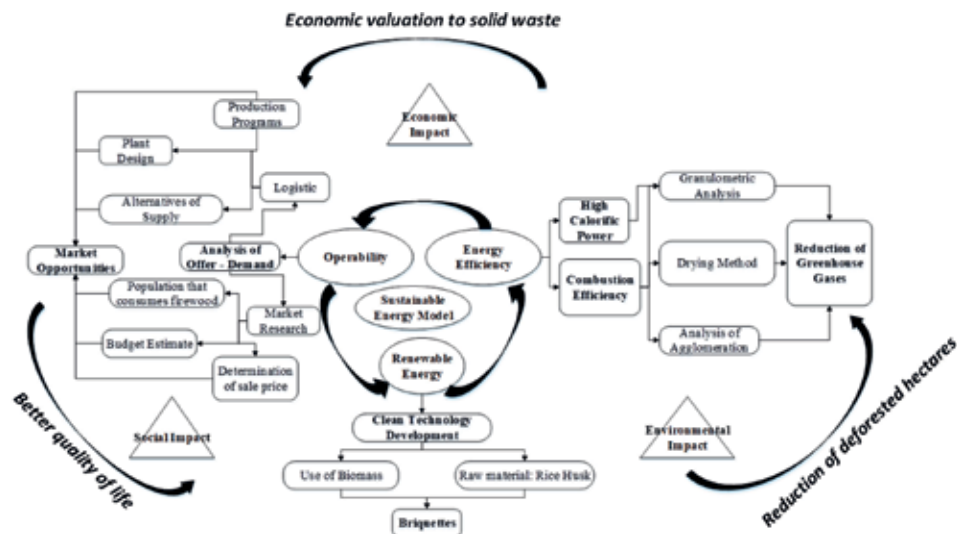 Economic valuation to solid waste
Production
Programs
Economic
Impact
Plant
Design
Logistic
Alternatives of
Supply
Market
Opportunities
Analysis of
Offer – Demand
Population that
consumes firewood
Market
Research
Budget Estimate
Determination
of sale price
Operability
Energy
Efficiency
Sustainable
Energy Model
Renewable
Energy
High
Calorific
Power
Combustion
Efficiency
Granulometric
Analysis
Drying Method
Analysis of
Agglomeration
Reduction of
Greenhouse
Gases
Better quality of life
Social Impact
Clean Technology
Development
Use of Biomass
Raw material: Rice Husk
Briquettes
Environmental
Impact
Reduction of deforested hectares